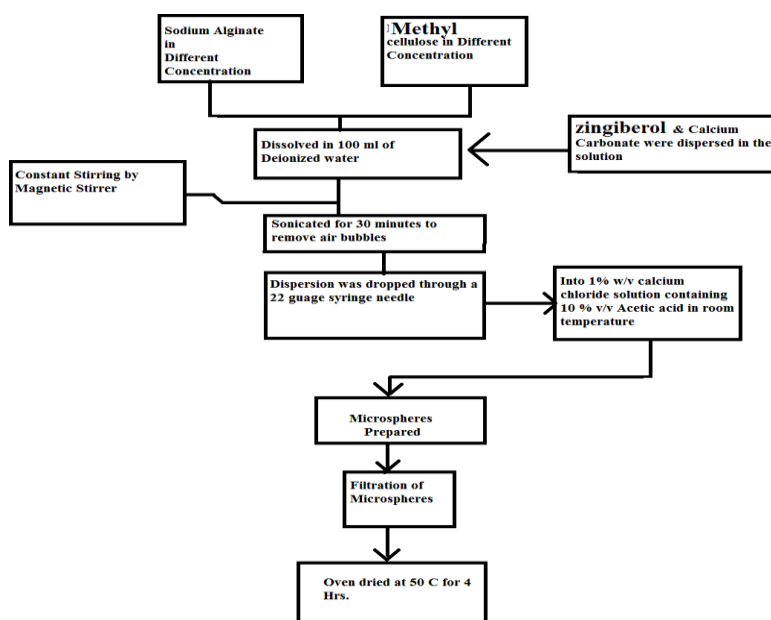 Sodium Alginate
in
Different
Concentration
Methyl
cellulose in Different
Concentration
Dissolved in 100 ml of
Deionized water
zingiberol & Calcium
Carbonate were dispersed in the
solution
Constant Stirring by
Magnetic Stirrer
Sonicated for 30 minutes to
remove air bubbles
Dispersion was dropped through a
22 guage syringe needle
Into 1% w/v calcium
chloride solution containing
10 % v/v Acetic acid in room
temperature
Microspheres
Prepared
Filtration of
Microspheres
Oven dried at 50 C for 4
Hrs.